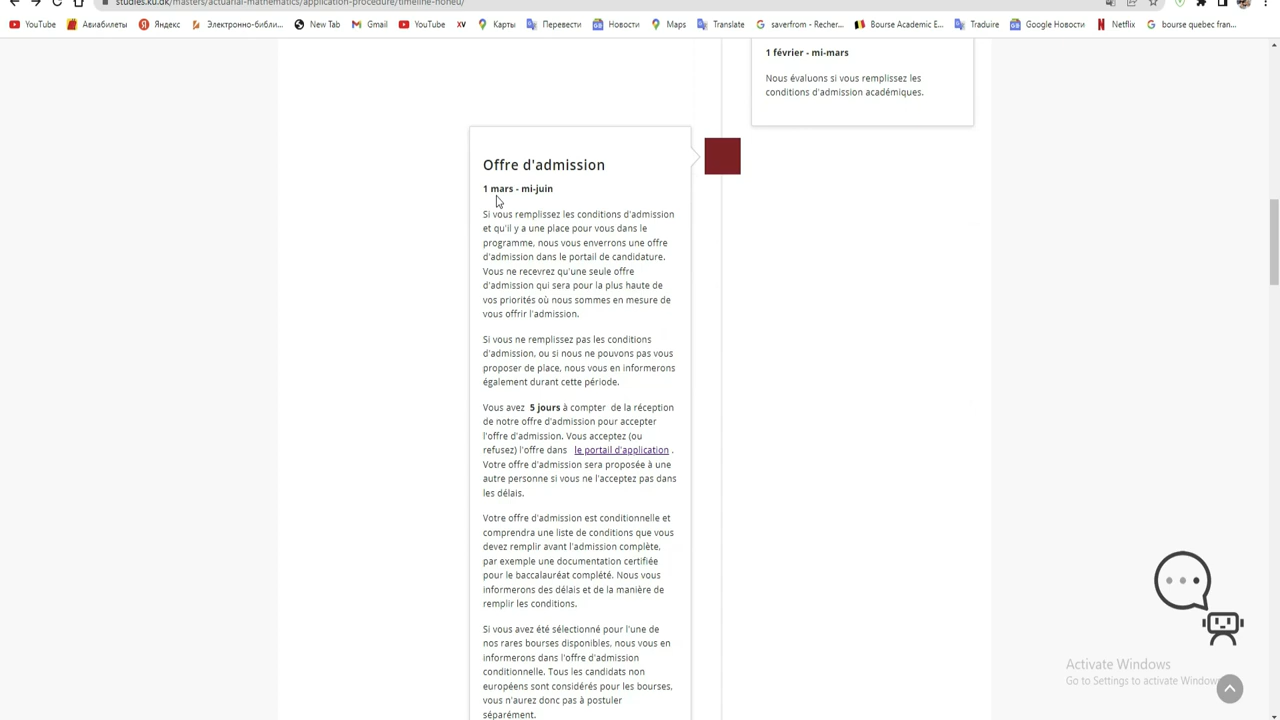 studies.ku.dk/masters/actuarial-mathematics/application-procedure/timeline-noneu/
YouTube Авиабилеты Яндекс Электронно-библи... New Tab Gmail YouTube XV Карты Перевести Новости Maps Translate saverfrom - Recher... Bourse Academic E... Traduire Google Новости Netflix bourse quebec fran...
1 février - mi-mars
Nous évaluons si vous remplissez les
conditions d'admission académiques.
Offre d'admission
1 mars - mi-juin
Si vous remplissez les conditions d'admission
et qu'il y a une place pour vous dans le
programme, nous vous enverrons une offre
d'admission dans le portail de candidature.
Vous ne recevrez qu'une seule offre
d'admission qui sera pour la plus haute de
vos priorités où nous sommes en mesure de
vous offrir l'admission.
Si vous ne remplissez pas les conditions
d'admission, ou si nous ne pouvons pas vous
proposer de place, nous vous en informerons
également durant cette période.
Vous avez 5 jours à compter de la réception
de notre offre d'admission pour accepter
l'offre d'admission. Vous acceptez (ou
refusez) l'offre dans le portail d'application .
Votre offre d'admission sera proposée à une
autre personne si vous ne l'acceptez pas dans
les délais.
Votre offre d'admission est conditionnelle et
comprendra une liste de conditions que vous
devez remplir avant l'admission complète,
par exemple une documentation certifiée
pour le baccalauréat complété. Nous vous
informerons des délais et de la manière de
remplir les conditions.
Si vous avez été sélectionné pour l'une de
nos rares bourses disponibles, nous vous en
informerons dans l'offre d'admission
conditionnelle. Tous les candidats non
européens sont considérés pour les bourses,
vous n'aurez donc pas à postuler
séparément.
Activate Windows
Go to Settings to activate Windows